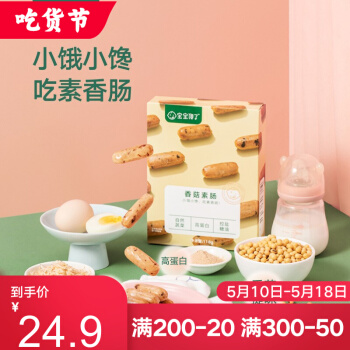 吃货节
小饿小馋
吃素香肠
宝宝馋了
香菇素肠
高蛋白
5月10日-5月18日
到手价
¥24.9
满200-20 满300-50